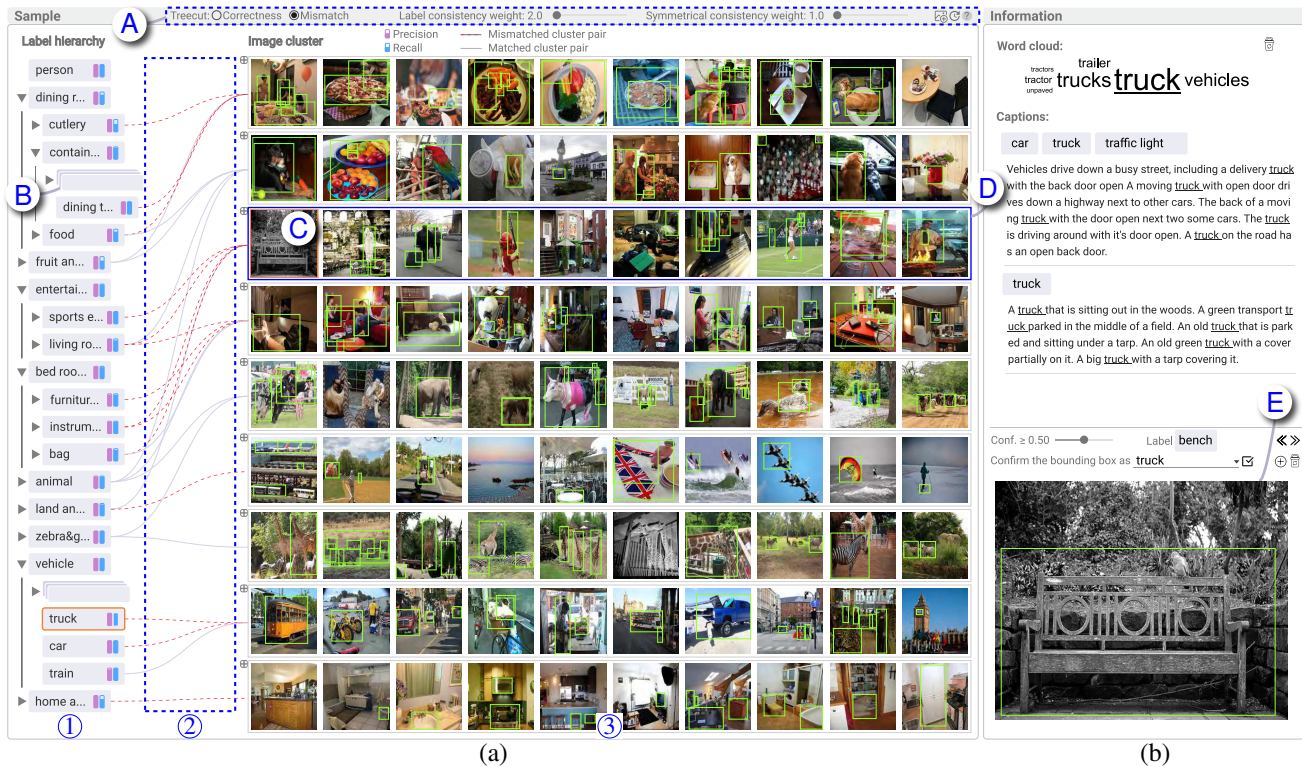 Sample
A
Treecut:
Correctness
Mismatch
Label consistency weight: 2.0
Symmetrical consistency weight: 1.0
?
Label hierarchy
Image cluster
Precision
Recall
Mismatched cluster pair
Matched cluster pair
person
dining r...
cutlery
contain...
B
dining t...
food
fruit an...
entertai...
sports e...
living ro...
bed roo...
furnitur...
instrum...
bag
animal
land an...
zebra&g...
vehicle
truck
car
train
home a...
C
D
1
2
3
(a)
Information
Word cloud:
trailer
tractors
tractor
unpaved
trucks
truck
vehicles
Captions:
car
truck
traffic light
Vehicles drive down a busy street, including a delivery truck
with the back door open A moving truck with open door dri
ves down a highway next to other cars. The back of a movi
ng truck with the door open next two some cars. The truck
is driving around with it's door open. A truck on the road ha
s an open back door.
truck
A truck that is sitting out in the woods. A green transport tr
uck parked in the middle of a field. An old truck that is park
ed and sitting under a tarp. An old green truck with a cover
partially on it. A big truck with a tarp covering it.
E
Conf. ≥ 0.50
Label
bench
Confirm the bounding box as
truck
(b)